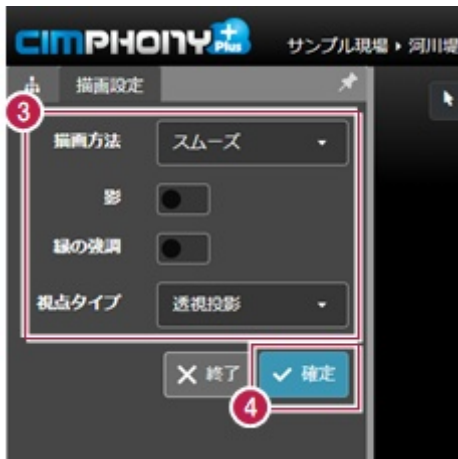 CIMPHONY Plus サンプル現場 ▸ 河川堤
描画設定
3
描画方法 スムーズ
影
縁の強調
視点タイプ 透視投影
× 終了 ✓ 確定
4